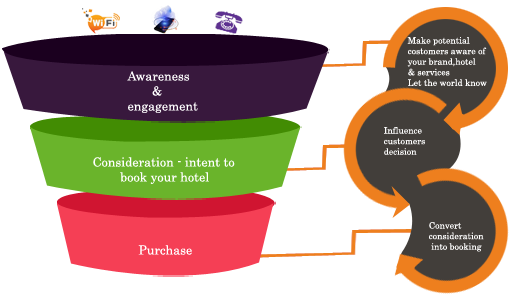 WiFi
Awareness
&
engagement
Consideration - intent to
book your hotel
Purchase
Make potential
customers aware of
your brand,hotel
& services
Let the world know
Influence
customers
decision
Convert
consideration
into booking